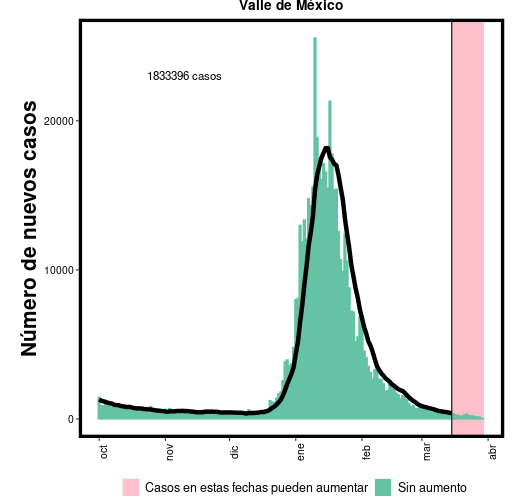 Valle de México
1833396 casos
Número de nuevos casos
20000
10000
0
oct
nov
dic
ene
feb
mar
abr
Casos en estas fechas pueden aumentar
Sin aumento